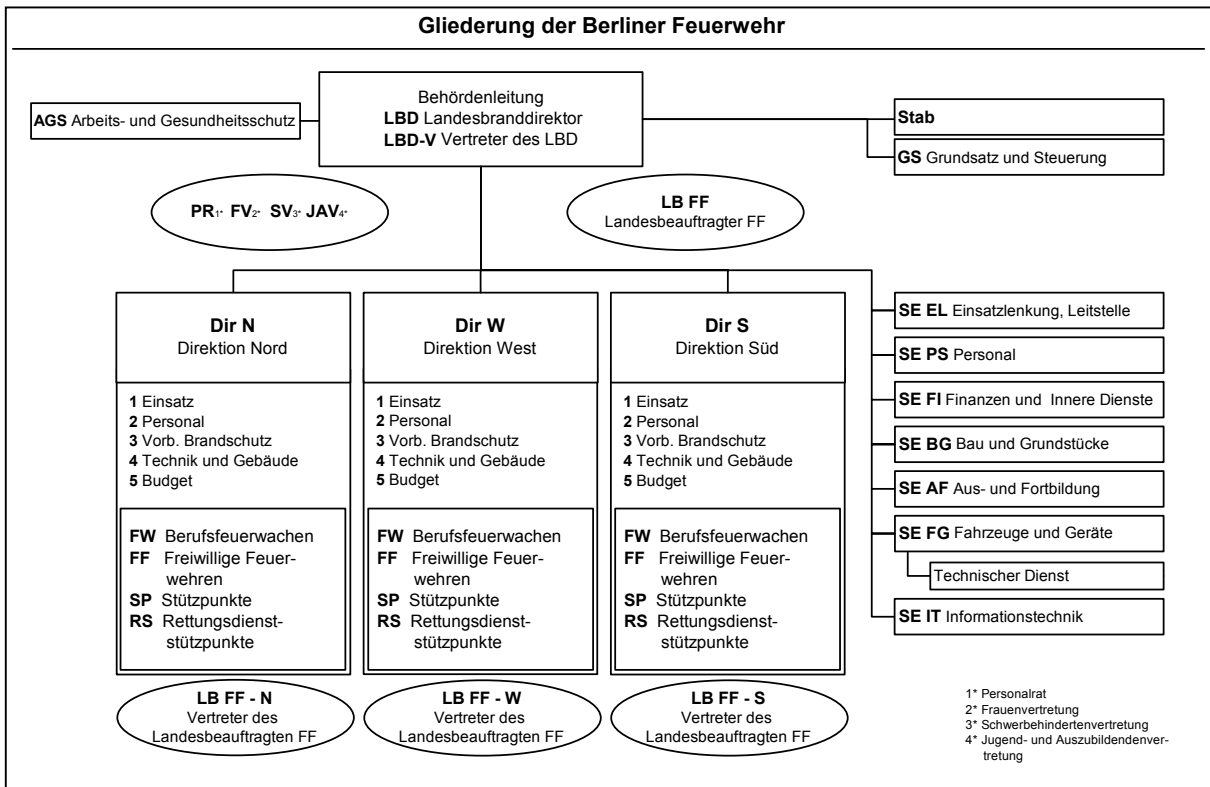 Gliederung der Berliner Feuerwehr
Behördenleitung
LBD Landesbranddirektor
LBD-V Vertreter des LBD
AGS Arbeits- und Gesundheitsschutz
Stab
GS Grundsatz und Steuerung
PR1* FV2* SV3* JAV4*
LB FF
Landesbeauftragter FF
Dir N
Direktion Nord
1 Einsatz
2 Personal
3 Vorb. Brandschutz
4 Technik und Gebäude
5 Budget
FW Berufsfeuerwachen
FF Freiwillige Feuer-
wehren
SP Stützpunkte
RS Rettungsdienst-
stützpunkte
LB FF - N
Vertreter des
Landesbeauftragten FF
Dir W
Direktion West
1 Einsatz
2 Personal
3 Vorb. Brandschutz
4 Technik und Gebäude
5 Budget
FW Berufsfeuerwachen
FF Freiwillige Feuer-
wehren
SP Stützpunkte
RS Rettungsdienst-
stützpunkte
LB FF - W
Vertreter des
Landesbeauftragten FF
Dir S
Direktion Süd
1 Einsatz
2 Personal
3 Vorb. Brandschutz
4 Technik und Gebäude
5 Budget
FW Berufsfeuerwachen
FF Freiwillige Feuer-
wehren
SP Stützpunkte
RS Rettungsdienst-
stützpunkte
LB FF - S
Vertreter des
Landesbeauftragten FF
SE EL Einsatzlenkung, Leitstelle
SE PS Personal
SE FI Finanzen und Innere Dienste
SE BG Bau und Grundstücke
SE AF Aus- und Fortbildung
SE FG Fahrzeuge und Geräte
Technischer Dienst
SE IT Informationstechnik
1* Personalrat
2* Frauenvertretung
3* Schwerbehindertenvertretung
4* Jugend- und Auszubildendenver-
tretung